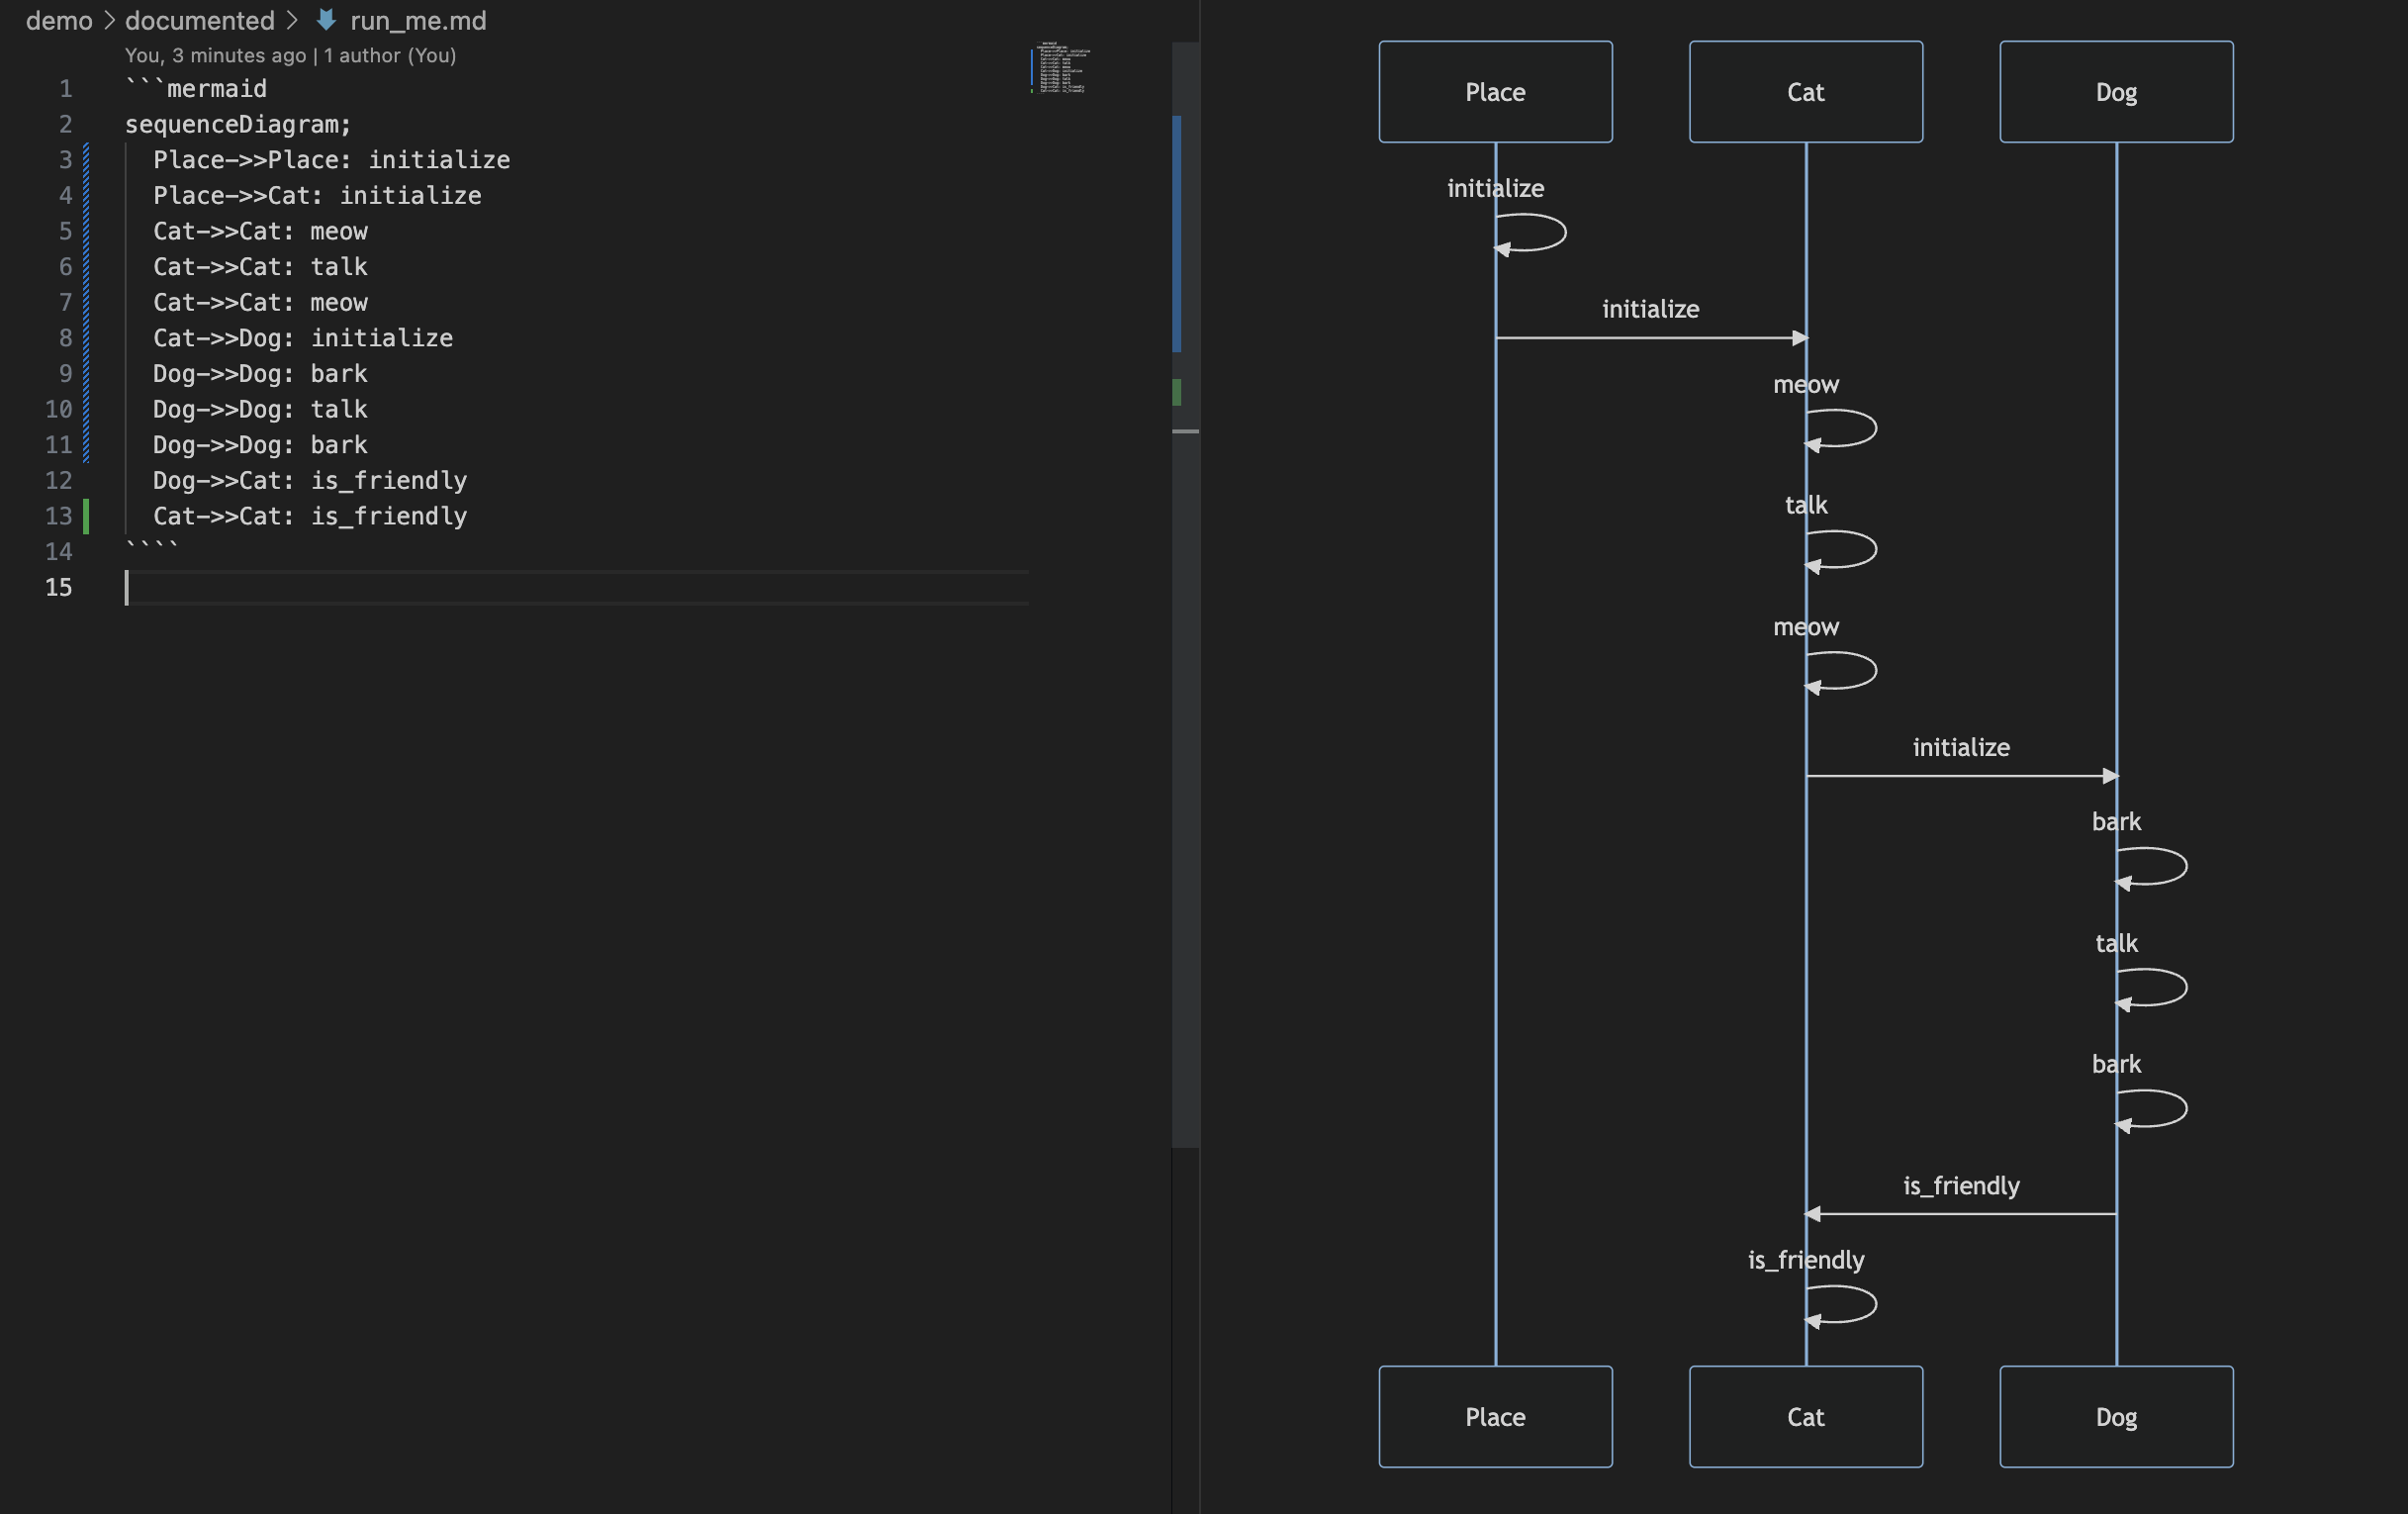 demo > documented > run_me.md
You, 3 minutes ago | 1 author (You)
1 ```mermaid
2 sequenceDiagram;
3 Place->>Place: initialize
4 Place->>Cat: initialize
5 Cat->>Cat: meow
6 Cat->>Cat: talk
7 Cat->>Cat: meow
8 Cat->>Dog: initialize
9 Dog->>Dog: bark
10 Dog->>Dog: talk
11 Dog->>Dog: bark
12 Dog->>Cat: is_friendly
13 Cat->>Cat: is_friendly
14 ````
15
Place Cat Dog
initialize
initialize
meow
talk
meow
initialize
bark
talk
bark
is_friendly
is_friendly
Place Cat Dog